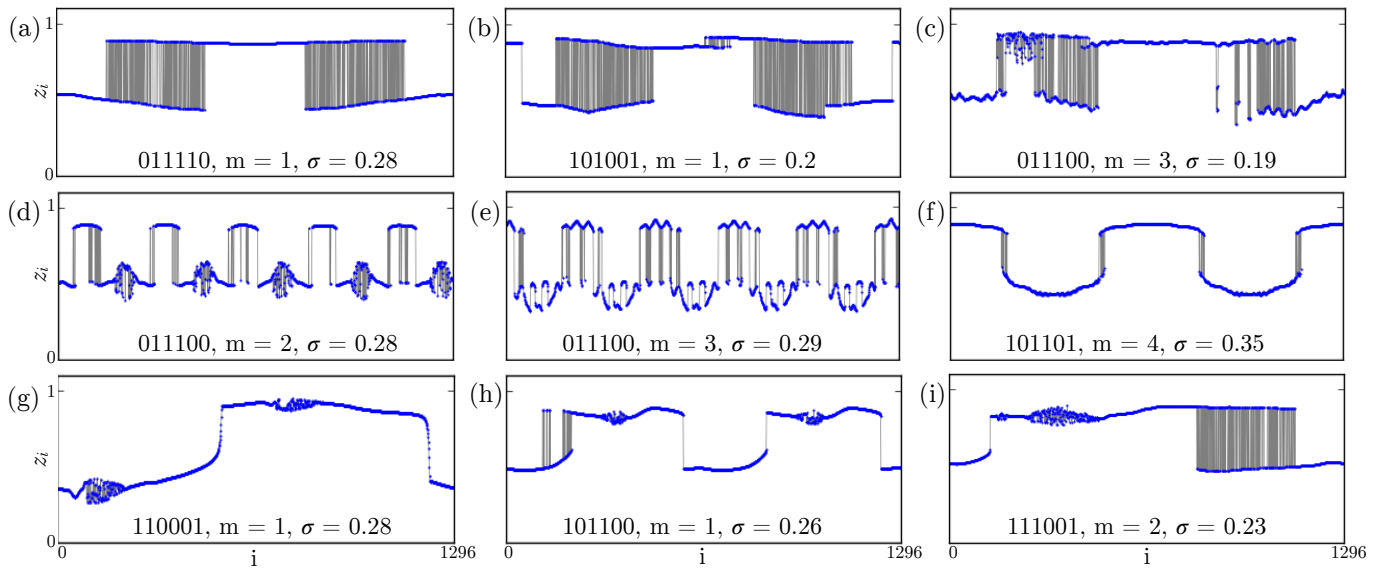 (a) 1
z_i
0
011110, m = 1, σ = 0.28
(b)
101001, m = 1, σ = 0.2
(c)
011100, m = 3, σ = 0.19
(d) 1
z_i
0
011100, m = 2, σ = 0.28
(e)
011100, m = 3, σ = 0.29
(f)
101101, m = 4, σ = 0.35
(g) 1
z_i
0
110001, m = 1, σ = 0.28
0 1296
i
(h)
101100, m = 1, σ = 0.26
0 1296
i
(i)
111001, m = 2, σ = 0.23
0 1296
i